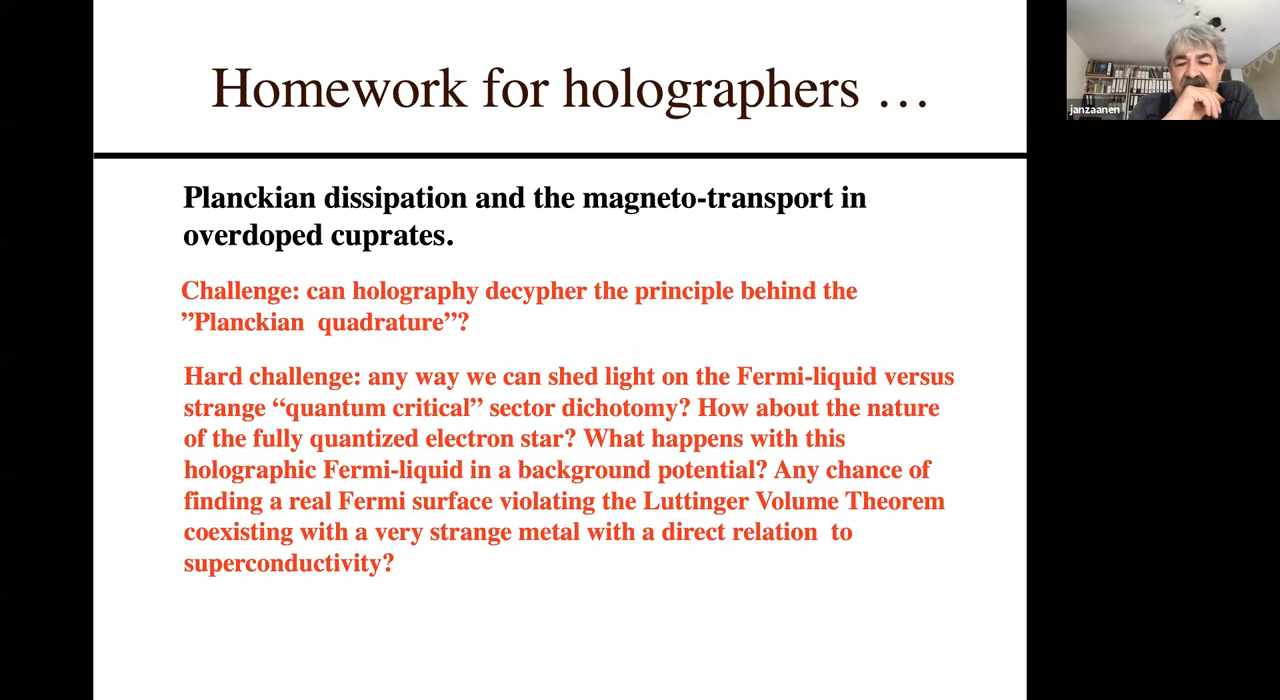 Homework for holographers …
janzaanen
Planckian dissipation and the magneto-transport in
overdoped cuprates.
Challenge: can holography decypher the principle behind the
”Planckian quadrature”?
Hard challenge: any way we can shed light on the Fermi-liquid versus
strange “quantum critical” sector dichotomy? How about the nature
of the fully quantized electron star? What happens with this
holographic Fermi-liquid in a background potential? Any chance of
finding a real Fermi surface violating the Luttinger Volume Theorem
coexisting with a very strange metal with a direct relation to
superconductivity?